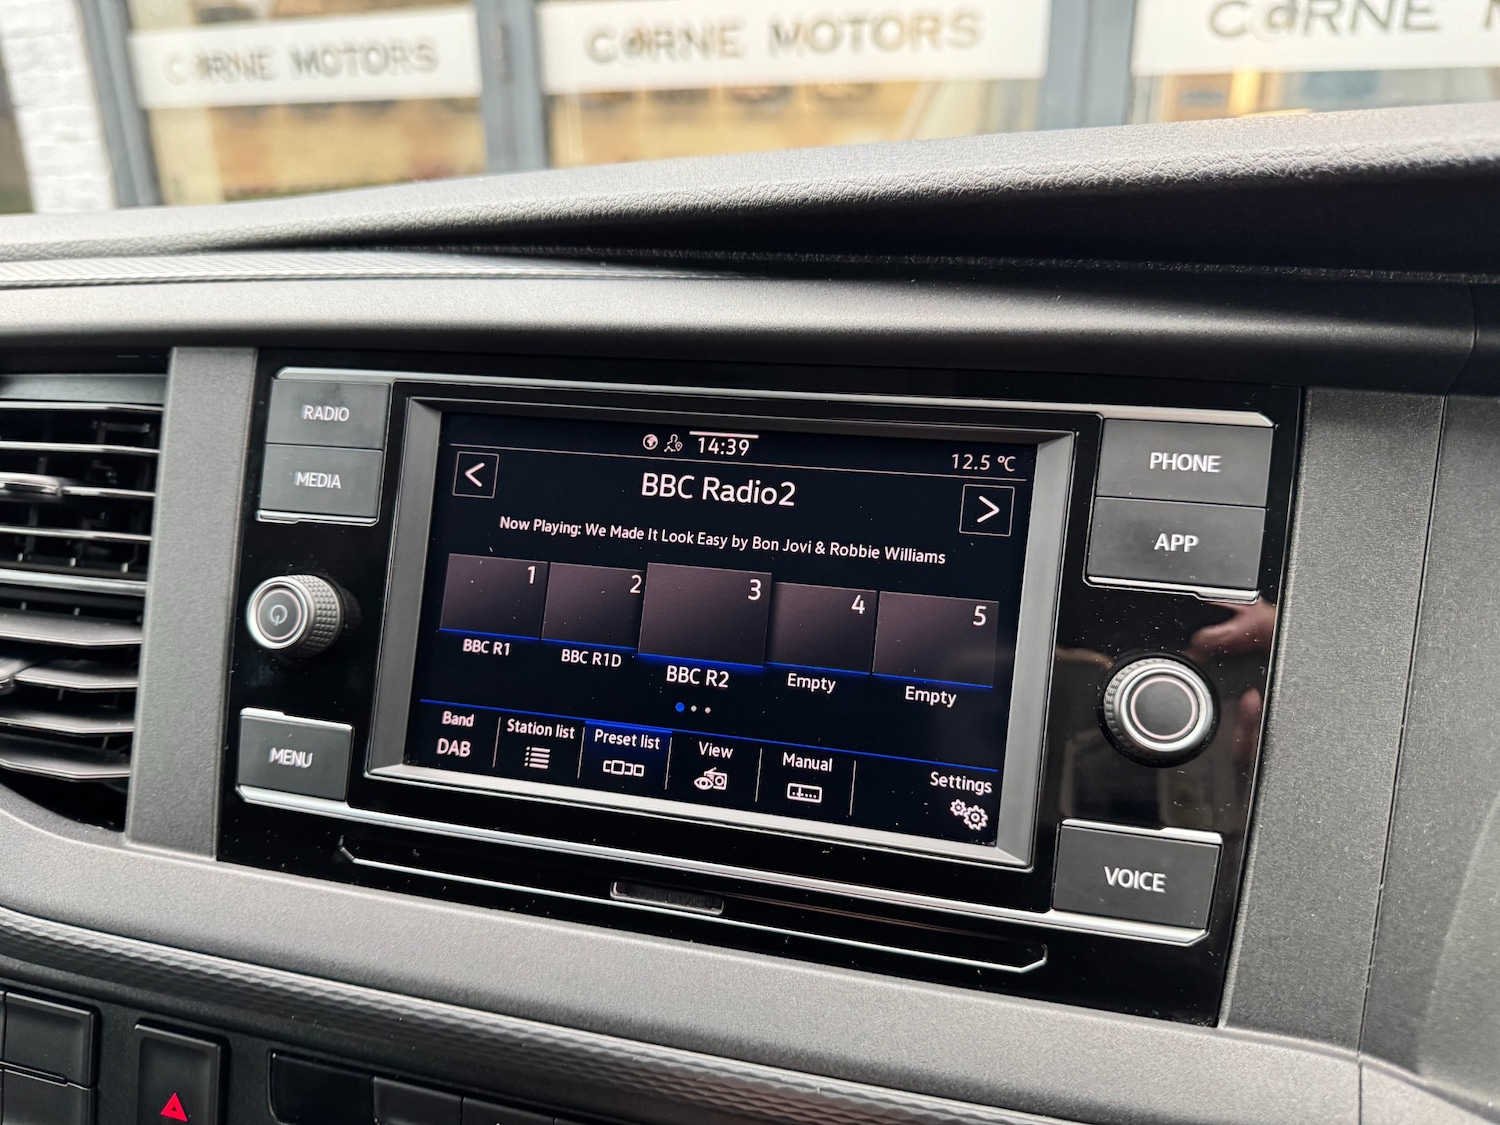 CORNE MOTORS
CORNE MOTORS
CORNE
RADIO
MEDIA
MENU
14:39
12.5 °C
<
BBC Radio2
>
Now Playing: We Made It Look Easy by Bon Jovi & Robbie Williams
1 2 3 4 5
BBC R1 BBC R1D BBC R2 Empty Empty
Band Station list Preset list View Manual Settings
DAB
PHONE
APP
VOICE